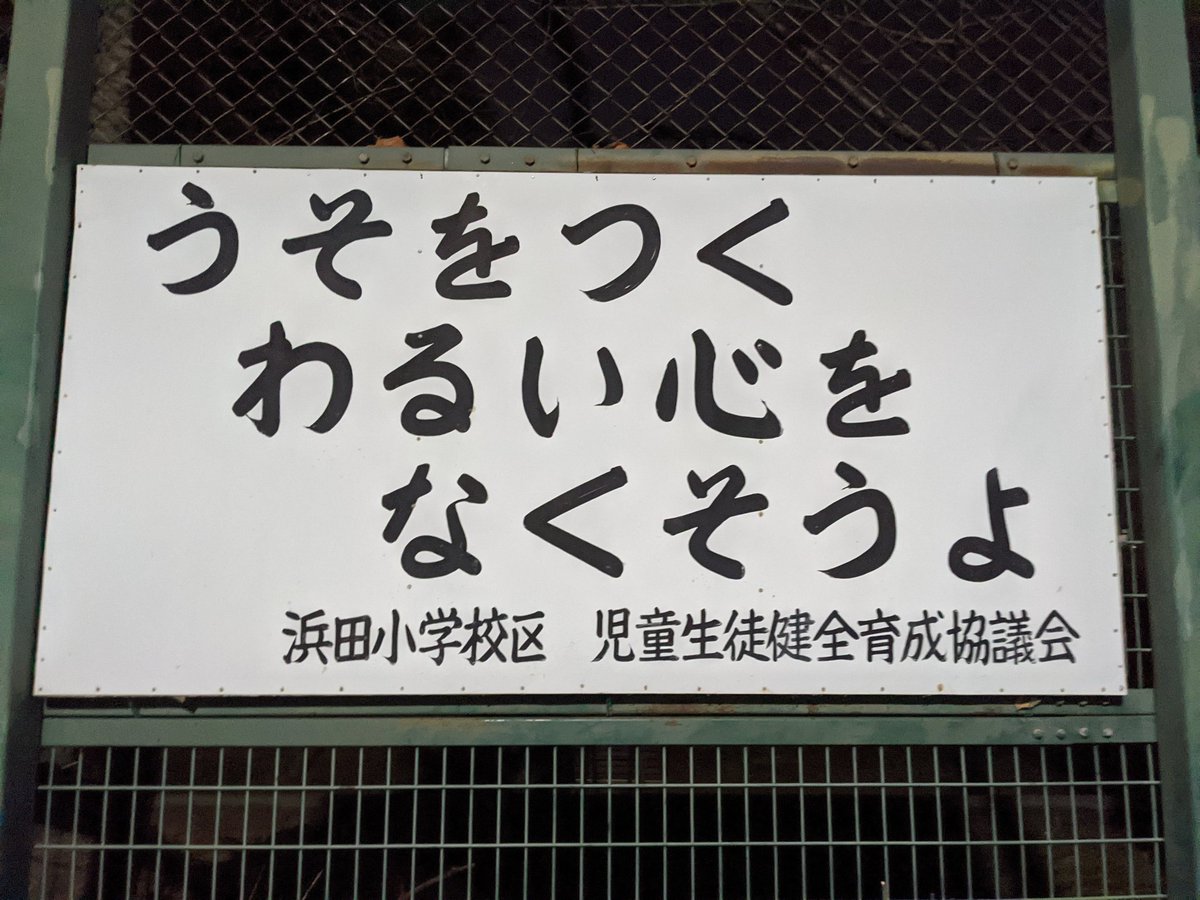 うそをつく
わるい心を
なくそうよ
浜田小学校区　児童生徒健全育成協議会